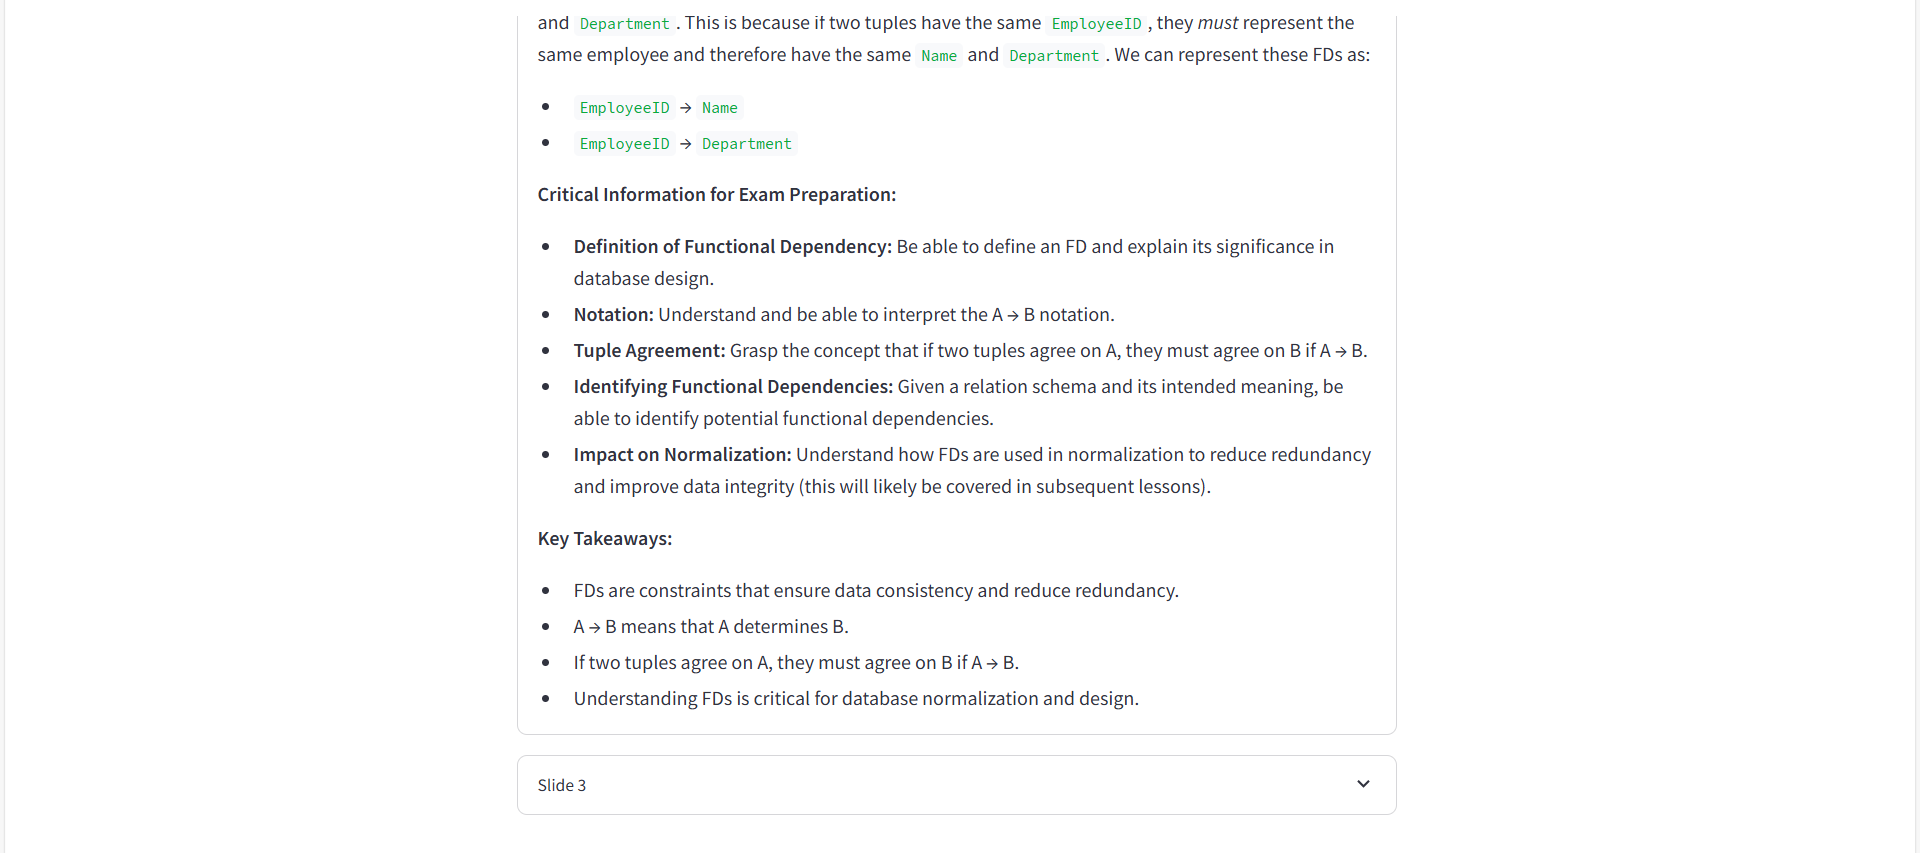 and Department . This is because if two tuples have the same EmployeeID , they must represent the
same employee and therefore have the same Name and Department . We can represent these FDs as:
• EmployeeID → Name
• EmployeeID → Department
Critical Information for Exam Preparation:
• Definition of Functional Dependency: Be able to define an FD and explain its significance in
database design.
• Notation: Understand and be able to interpret the A → B notation.
• Tuple Agreement: Grasp the concept that if two tuples agree on A, they must agree on B if A → B.
• Identifying Functional Dependencies: Given a relation schema and its intended meaning, be
able to identify potential functional dependencies.
• Impact on Normalization: Understand how FDs are used in normalization to reduce redundancy
and improve data integrity (this will likely be covered in subsequent lessons).
Key Takeaways:
• FDs are constraints that ensure data consistency and reduce redundancy.
• A → B means that A determines B.
• If two tuples agree on A, they must agree on B if A → B.
• Understanding FDs is critical for database normalization and design.
Slide 3